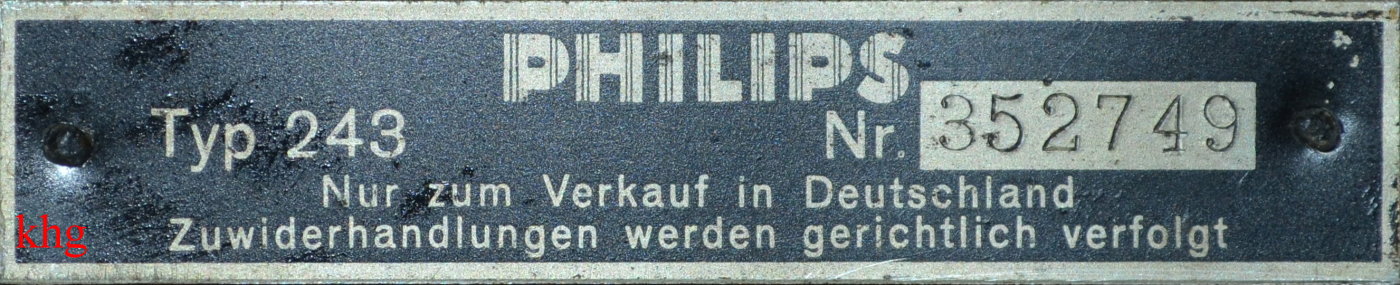 PHILIPS
Typ 243 Nr. 352749
Nur zum Verkauf in Deutschland
Zuwiderhandlungen werden gerichtlich verfolgt
khg